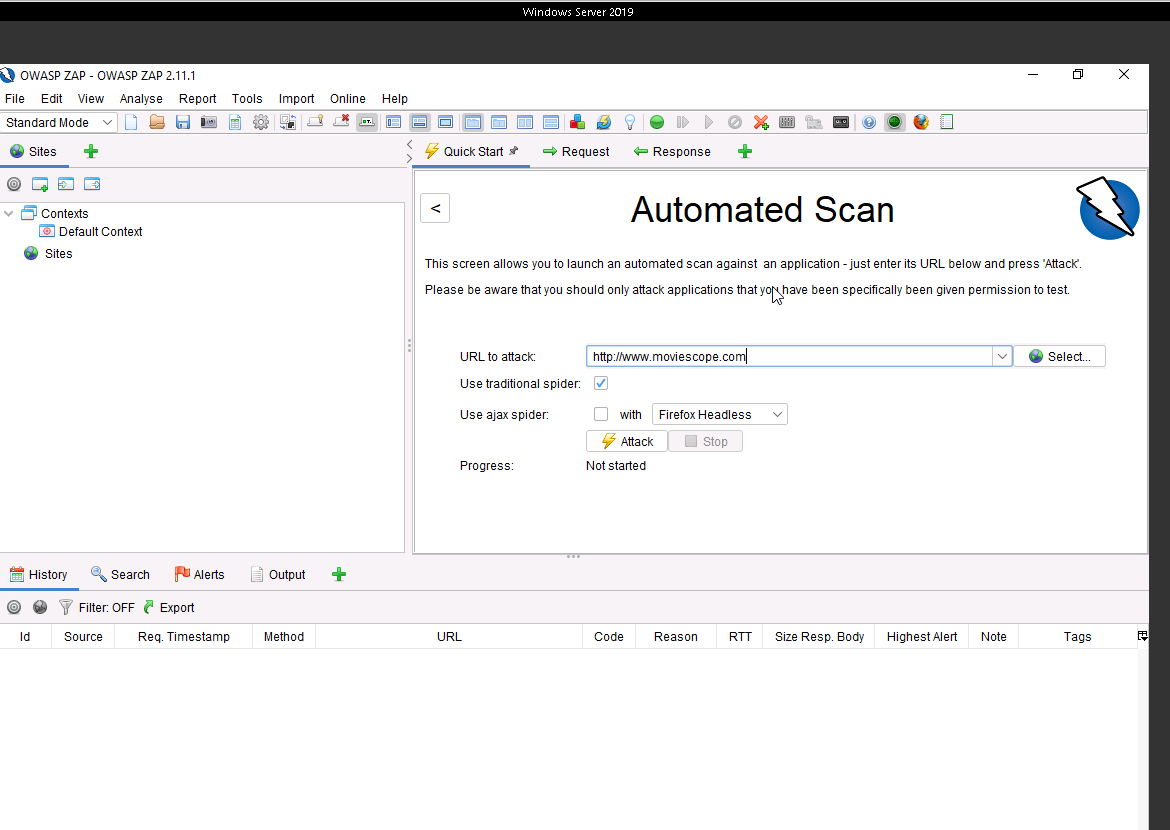 Windows Server 2019
OWASP ZAP - OWASP ZAP 2.11.1
File Edit View Analyse Report Tools Import Online Help
Standard Mode
Sites
Quick Start Request Response
Contexts
Default Context
Sites
<
Automated Scan
This screen allows you to launch an automated scan against an application - just enter its URL below and press 'Attack'.
Please be aware that you should only attack applications that you have been specifically been given permission to test.
URL to attack: http://www.moviescope.com Select...
Use traditional spider:
Use ajax spider: with Firefox Headless
Attack Stop
Progress: Not started
History Search Alerts Output
Filter: OFF Export
Id Source Req. Timestamp Method URL Code Reason RTT Size Resp. Body Highest Alert Note Tags